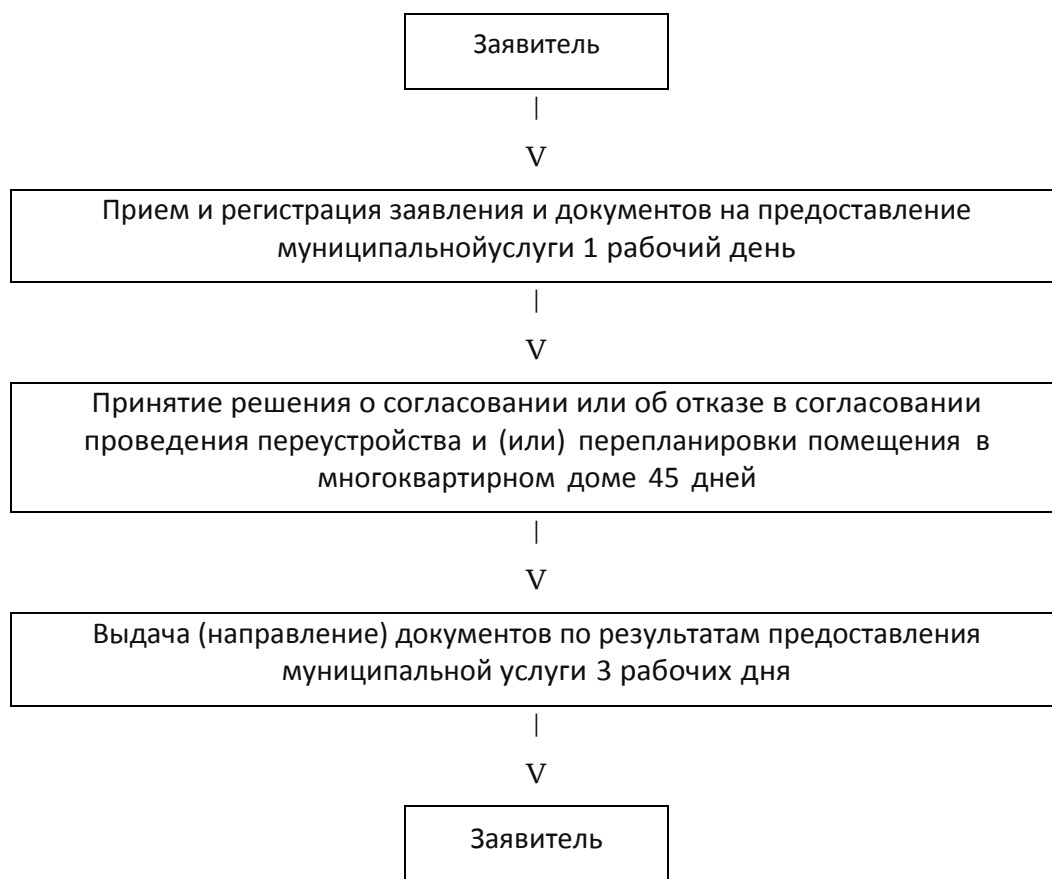 Заявитель
|
V
Прием и регистрация заявления и документов на предоставление
муниципальнойуслуги 1 рабочий день
|
V
Принятие решения о согласовании или об отказе в согласовании
проведения переустройства и (или) перепланировки помещения в
многоквартирном доме 45 дней
|
V
Выдача (направление) документов по результатам предоставления
муниципальной услуги 3 рабочих дня
|
V
Заявитель